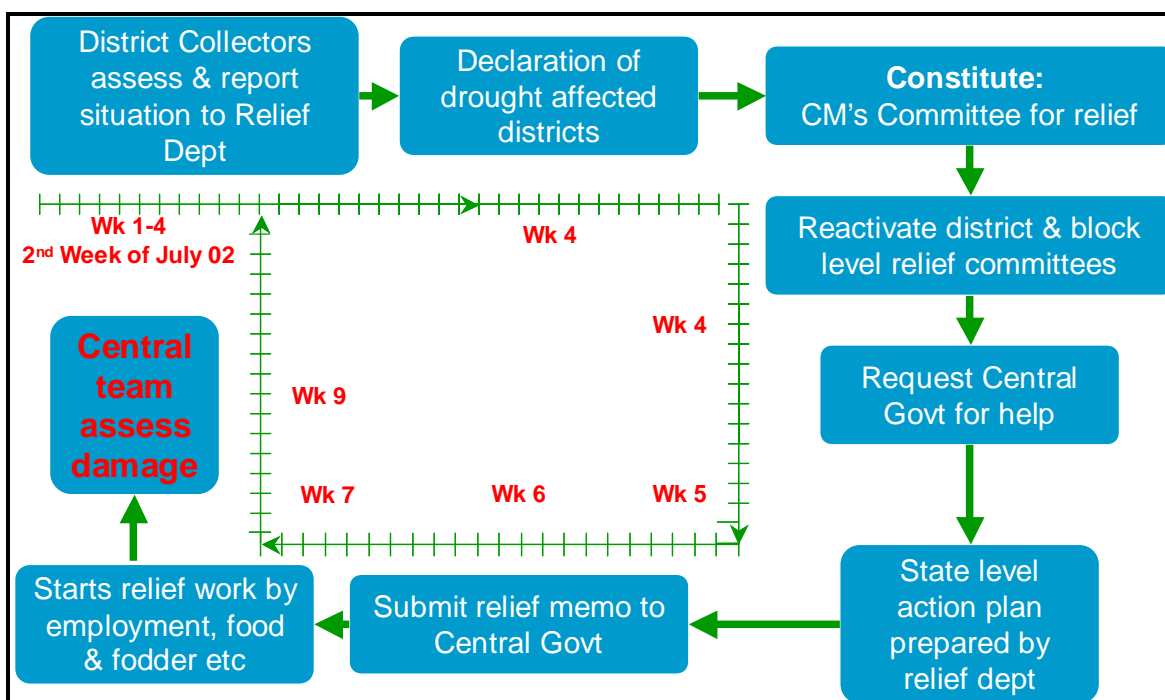 District Collectors
assess & report
situation to Relief
Dept
Declaration of
drought affected
districts
Constitute:
CM's Committee for relief
Reactivate district & block
level relief committees
Request Central
Govt for help
State level
action plan
prepared by
relief dept
Submit relief memo to
Central Govt
Starts relief work by
employment, food
& fodder etc
Central
team
assess
damage
Wk 1-4
2nd Week of July 02
Wk 4
Wk 4
Wk 5
Wk 6
Wk 7
Wk 9